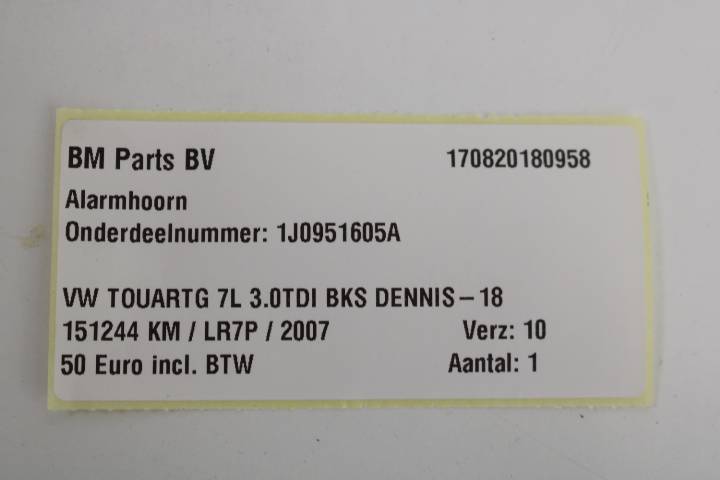 BM Parts BV 170820180958
Alarmhoorn
Onderdeelnummer: 1J0951605A
VW TOUARTG 7L 3.0TDI BKS DENNIS – 18
151244 KM / LR7P / 2007 Verz: 10
50 Euro incl. BTW Aantal: 1